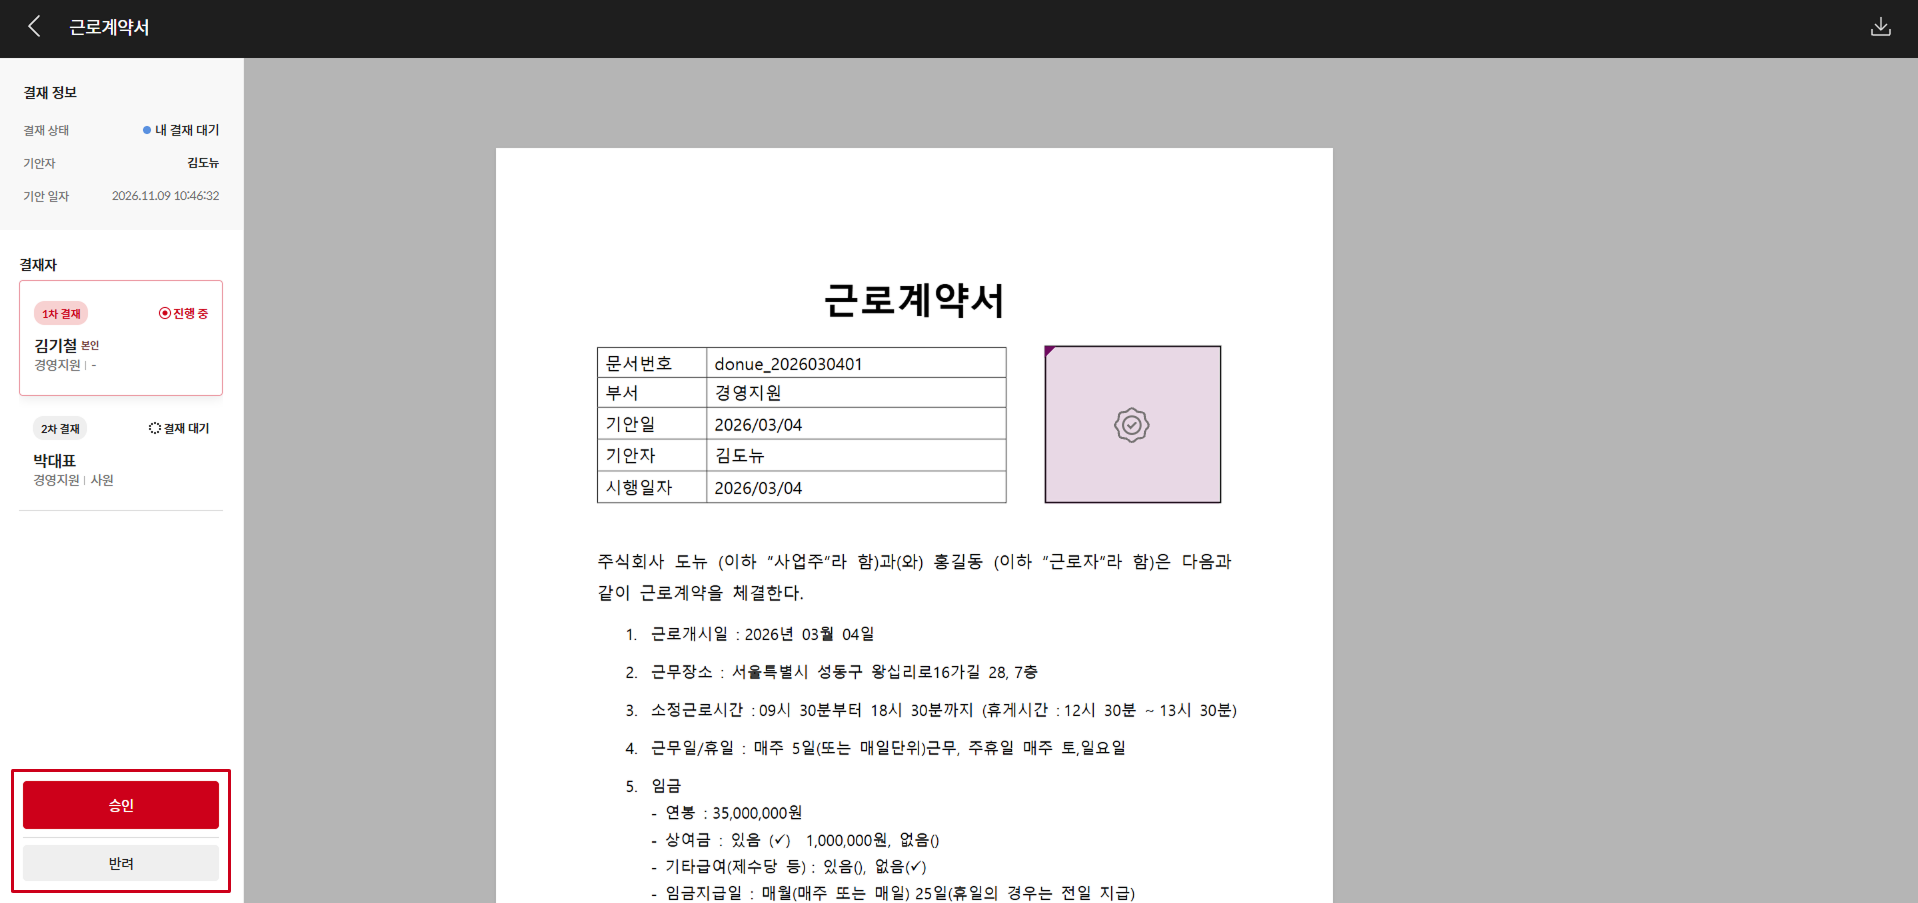 근로계약서
결재 정보
결재 상태 내 결재 대기
기안자 김도뉴
기안 일자 2026.11.09 10:46:32
결재자
1차 결재 진행 중
김기철 본인
경영지원 | -
2차 결재 결재 대기
박대표
경영지원 | 사원
승인
반려
근로계약서
문서번호 donue_2026030401
부서 경영지원
기안일 2026/03/04
기안자 김도뉴
시행일자 2026/03/04
주식회사 도뉴 (이하 “사업주”라 함)과(와) 홍길동 (이하 “근로자”라 함)은 다음과
같이 근로계약을 체결한다.
1. 근로개시일 : 2026년 03월 04일
2. 근무장소 : 서울특별시 성동구 왕십리로16가길 28, 7층
3. 소정근로시간 : 09시 30분부터 18시 30분까지 (휴게시간 : 12시 30분 ~ 13시 30분)
4. 근무일/휴일 : 매주 5일(또는 매일단위)근무, 주휴일 매주 토,일요일
5. 임금
- 연봉 : 35,000,000원
- 상여금 : 있음 (✓) 1,000,000원, 없음()
- 기타급여(제수당 등) : 있음(), 없음(✓)
- 임금지급일 : 매월(매주 또는 매일) 25일(휴일의 경우는 전일 지급)